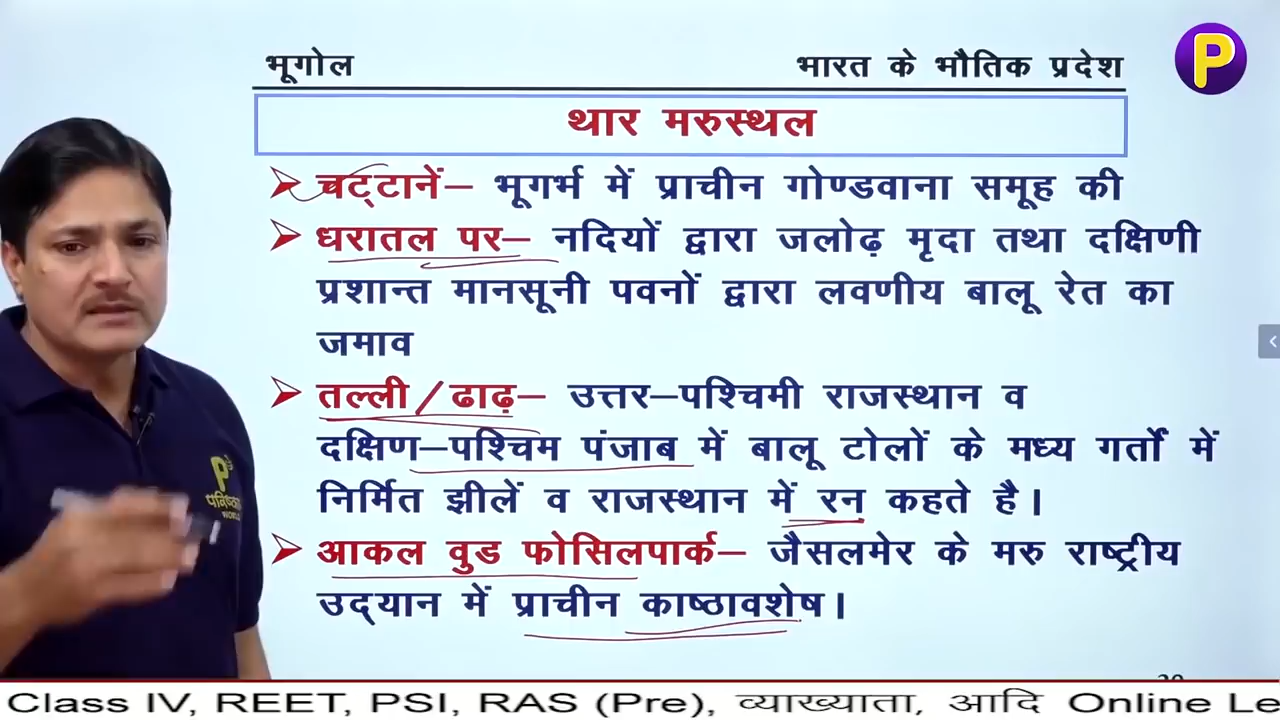 भूगोल भारत के भौतिक प्रदेश
P
थार मरुस्थल
चट्टानें– भूगर्भ में प्राचीन गोण्डवाना समूह की
धरातल पर– नदियों द्वारा जलोढ़ मृदा तथा दक्षिणी
प्रशान्त मानसूनी पवनों द्वारा लवणीय बालू रेत का
जमाव
तल्ली/ढाढ़– उत्तर–पश्चिमी राजस्थान व
दक्षिण–पश्चिम पंजाब में बालू टोलों के मध्य गर्तों में
निर्मित झीलें व राजस्थान में रन कहते है।
आकल वुड फोसिलपार्क– जैसलमेर के मरु राष्ट्रीय
उद्यान में प्राचीन काष्ठावशेष।
P
WORLD
Class IV, REET, PSI, RAS (Pre), व्याख्याता, आदि Online Le